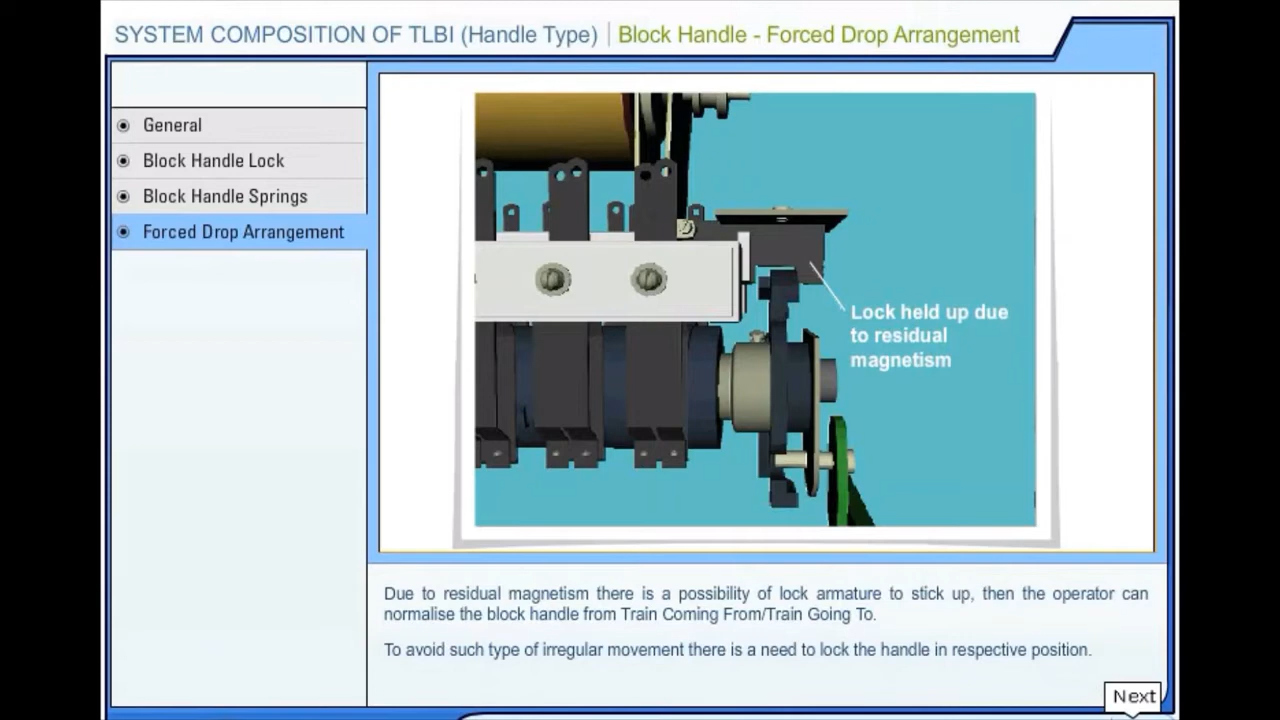 SYSTEM COMPOSITION OF TLBI (Handle Type) | Block Handle - Forced Drop Arrangement
General
Block Handle Lock
Block Handle Springs
Forced Drop Arrangement
Lock held up due
to residual
magnetism
Due to residual magnetism there is a possibility of lock armature to stick up, then the operator can
normalise the block handle from Train Coming From/Train Going To.
To avoid such type of irregular movement there is a need to lock the handle in respective position.
Next